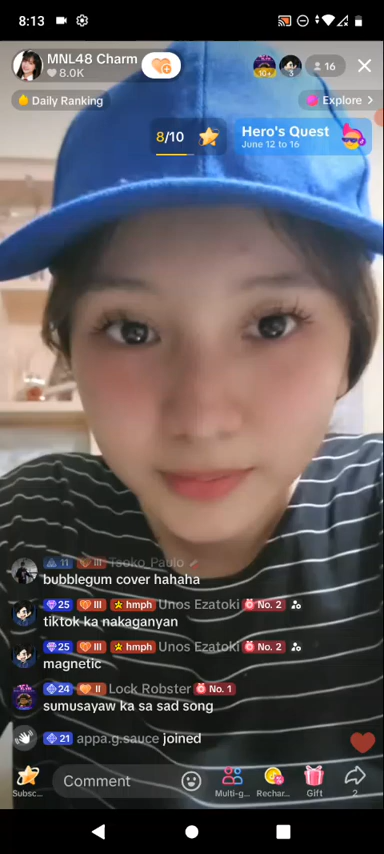 8:13
MNL48 Charm
8.0K
10+
3
16
Daily Ranking
Explore >
8/10
Hero's Quest
June 12 to 16
11 III Tsoko_Paulo
bubblegum cover hahaha
25 III hmph Unos Ezatoki No. 2
tiktok ka nakaganyan
25 III hmph Unos Ezatoki No. 2
magnetic
24 II Lock Robster No. 1
sumusayaw ka sa sad song
21 appa.g.sauce joined
Comment
Subsc...
Multi-g...
Rechar...
Gift
2